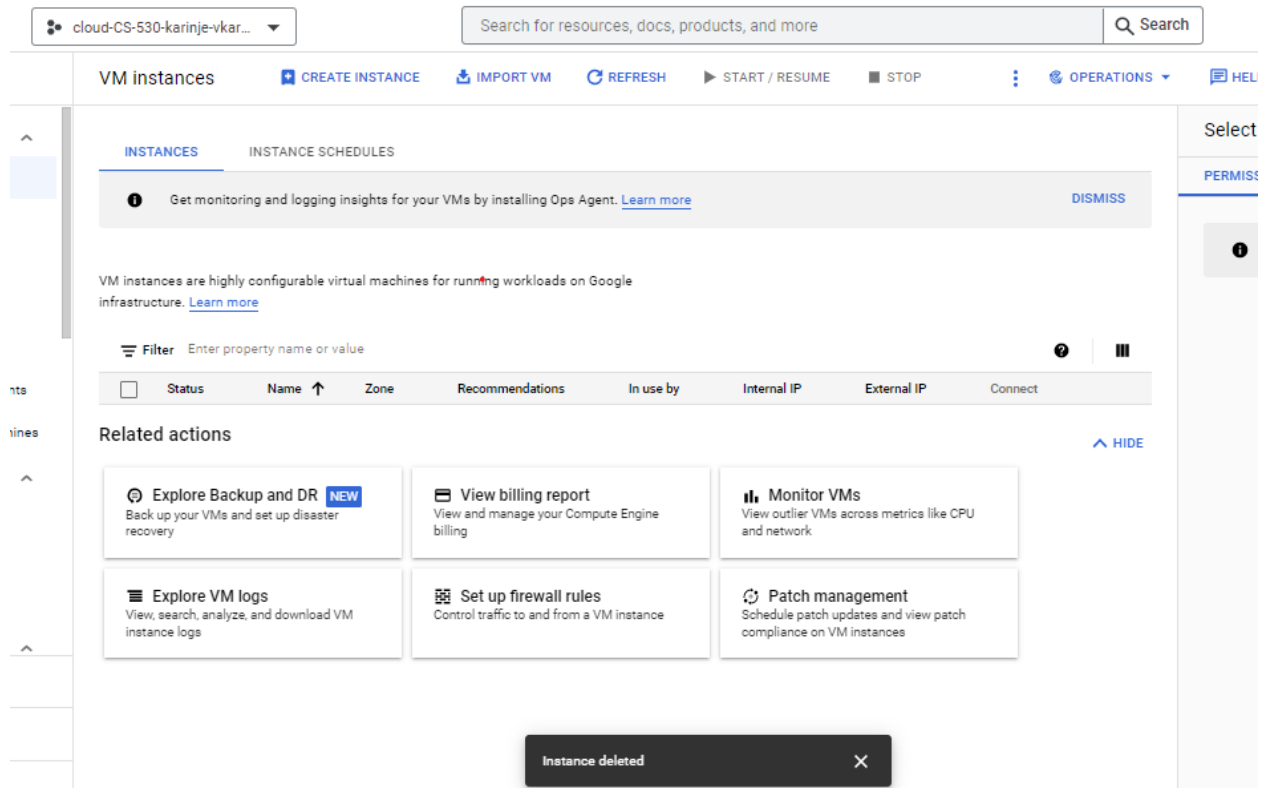 cloud-CS-530-karinje-vkar...
Search for resources, docs, products, and more
Search
VM instances
CREATE INSTANCE
IMPORT VM
REFRESH
START / RESUME
STOP
OPERATIONS
HEL
Select
PERMISS
INSTANCES
INSTANCE SCHEDULES
Get monitoring and logging insights for your VMs by installing Ops Agent. Learn more
DISMISS
VM instances are highly configurable virtual machines for running workloads on Google
infrastructure. Learn more
Filter Enter property name or value
Status Name Zone Recommendations In use by Internal IP External IP Connect
nts
nines
Related actions
HIDE
Explore Backup and DR NEW
Back up your VMs and set up disaster
recovery
View billing report
View and manage your Compute Engine
billing
Monitor VMs
View outlier VMs across metrics like CPU
and network
Explore VM logs
View, search, analyze, and download VM
instance logs
Set up firewall rules
Control traffic to and from a VM instance
Patch management
Schedule patch updates and view patch
compliance on VM instances
Instance deleted